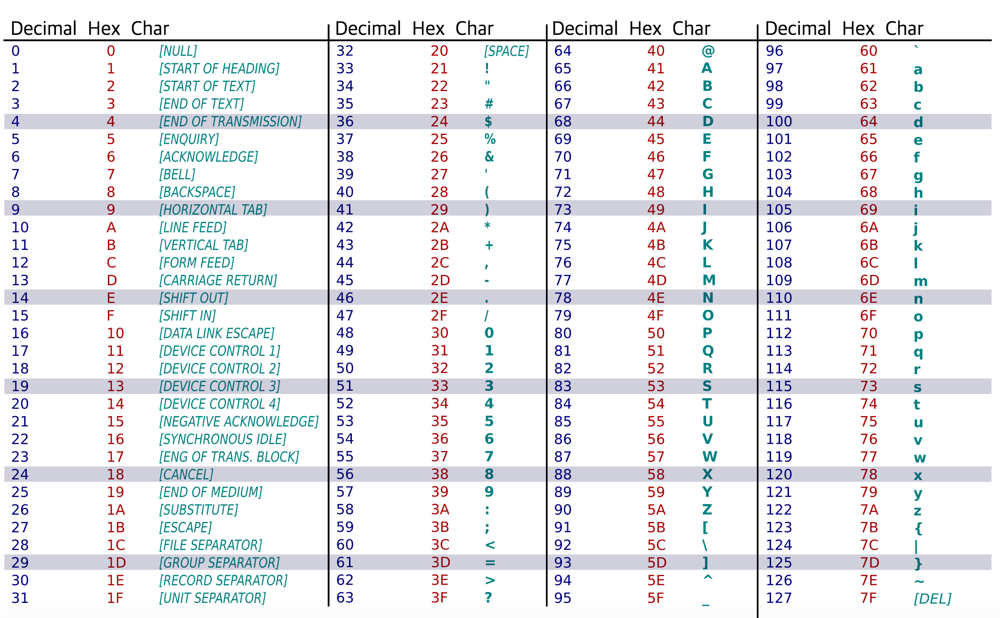 Decimal Hex Char Decimal Hex Char Decimal Hex Char Decimal Hex Char
0 0 [NULL] 32 20 [SPACE] 64 40 @ 96 60 `
1 1 [START OF HEADING] 33 21 ! 65 41 A 97 61 a
2 2 [START OF TEXT] 34 22 " 66 42 B 98 62 b
3 3 [END OF TEXT] 35 23 # 67 43 C 99 63 c
4 4 [END OF TRANSMISSION] 36 24 $ 68 44 D 100 64 d
5 5 [ENQUIRY] 37 25 % 69 45 E 101 65 e
6 6 [ACKNOWLEDGE] 38 26 & 70 46 F 102 66 f
7 7 [BELL] 39 27 ' 71 47 G 103 67 g
8 8 [BACKSPACE] 40 28 ( 72 48 H 104 68 h
9 9 [HORIZONTAL TAB] 41 29 ) 73 49 I 105 69 i
10 A [LINE FEED] 42 2A * 74 4A J 106 6A j
11 B [VERTICAL TAB] 43 2B + 75 4B K 107 6B k
12 C [FORM FEED] 44 2C , 76 4C L 108 6C l
13 D [CARRIAGE RETURN] 45 2D - 77 4D M 109 6D m
14 E [SHIFT OUT] 46 2E . 78 4E N 110 6E n
15 F [SHIFT IN] 47 2F / 79 4F O 111 6F o
16 10 [DATA LINK ESCAPE] 48 30 0 80 50 P 112 70 p
17 11 [DEVICE CONTROL 1] 49 31 1 81 51 Q 113 71 q
18 12 [DEVICE CONTROL 2] 50 32 2 82 52 R 114 72 r
19 13 [DEVICE CONTROL 3] 51 33 3 83 53 S 115 73 s
20 14 [DEVICE CONTROL 4] 52 34 4 84 54 T 116 74 t
21 15 [NEGATIVE ACKNOWLEDGE] 53 35 5 85 55 U 117 75 u
22 16 [SYNCHRONOUS IDLE] 54 36 6 86 56 V 118 76 v
23 17 [ENG OF TRANS. BLOCK] 55 37 7 87 57 W 119 77 w
24 18 [CANCEL] 56 38 8 88 58 X 120 78 x
25 19 [END OF MEDIUM] 57 39 9 89 59 Y 121 79 y
26 1A [SUBSTITUTE] 58 3A : 90 5A Z 122 7A z
27 1B [ESCAPE] 59 3B ; 91 5B [ 123 7B {
28 1C [FILE SEPARATOR] 60 3C < 92 5C \ 124 7C |
29 1D [GROUP SEPARATOR] 61 3D = 93 5D ] 125 7D }
30 1E [RECORD SEPARATOR] 62 3E > 94 5E ^ 126 7E ~
31 1F [UNIT SEPARATOR] 63 3F ? 95 5F _ 127 7F [DEL]